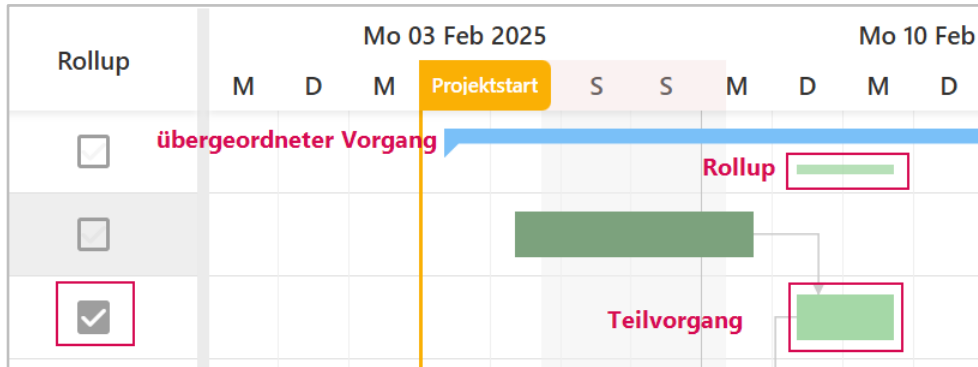 Rollup
Mo 03 Feb 2025
Mo 10 Feb
M D M Projektstart S S M D M D
übergeordneter Vorgang
Rollup
Teilvorgang